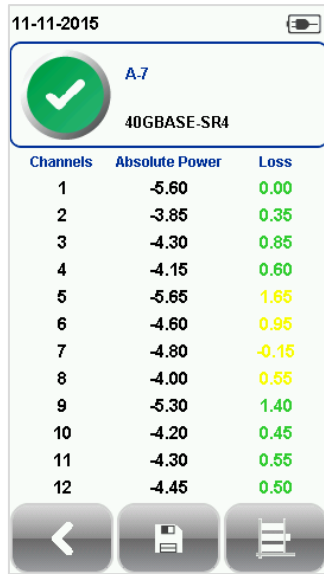 11-11-2015
A-7
40GBASE-SR4
Channels Absolute Power Loss
1 -5.60 0.00
2 -3.85 0.35
3 -4.30 0.85
4 -4.15 0.60
5 -5.65 1.65
6 -4.60 0.95
7 -4.80 -0.15
8 -4.00 0.55
9 -5.30 1.40
10 -4.20 0.45
11 -4.30 0.55
12 -4.45 0.50